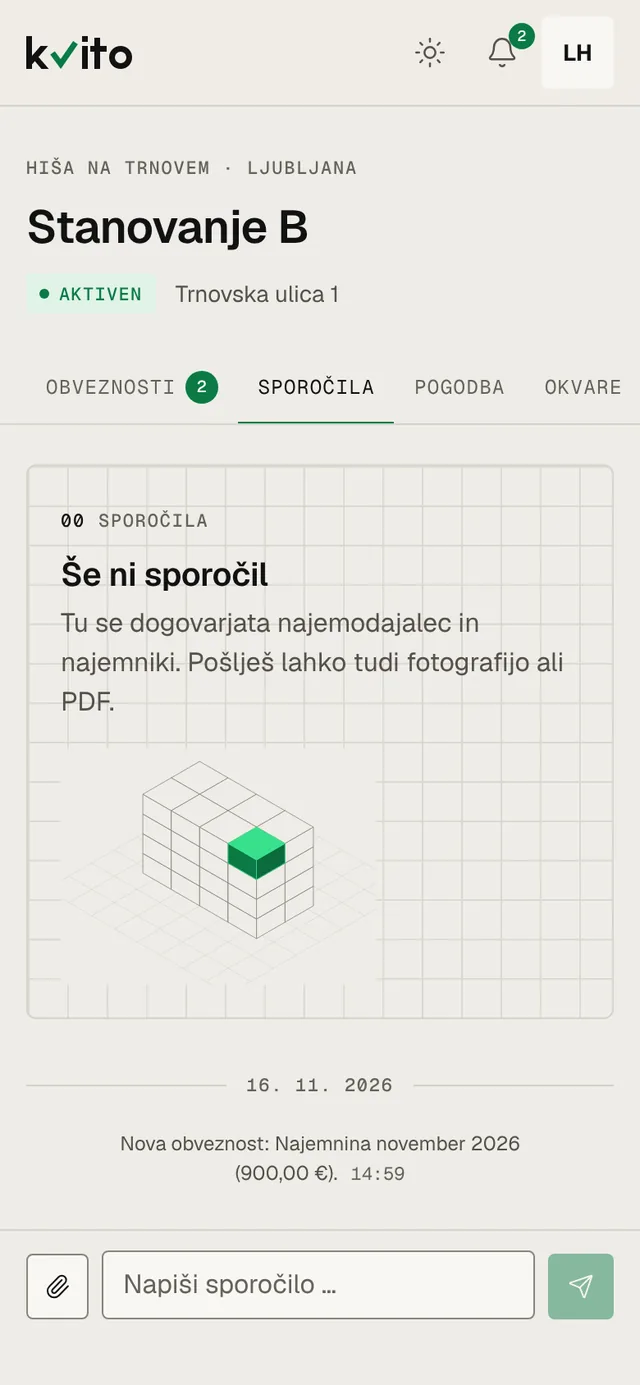 kvito
2
LH
HIŠA NA TRNOVEM · LJUBLJANA
Stanovanje B
AKTIVEN
Trnovska ulica 1
OBVEZNOSTI 2 SPOROČILA POGODBA OKVARE
00 SPOROČILA
Še ni sporočil
Tu se dogovarjata najemodajalec in
najemniki. Pošlješ lahko tudi fotografijo ali
PDF.
16. 11. 2026
Nova obveznost: Najemnina november 2026
(900,00 €). 14:59
Napiši sporočilo …